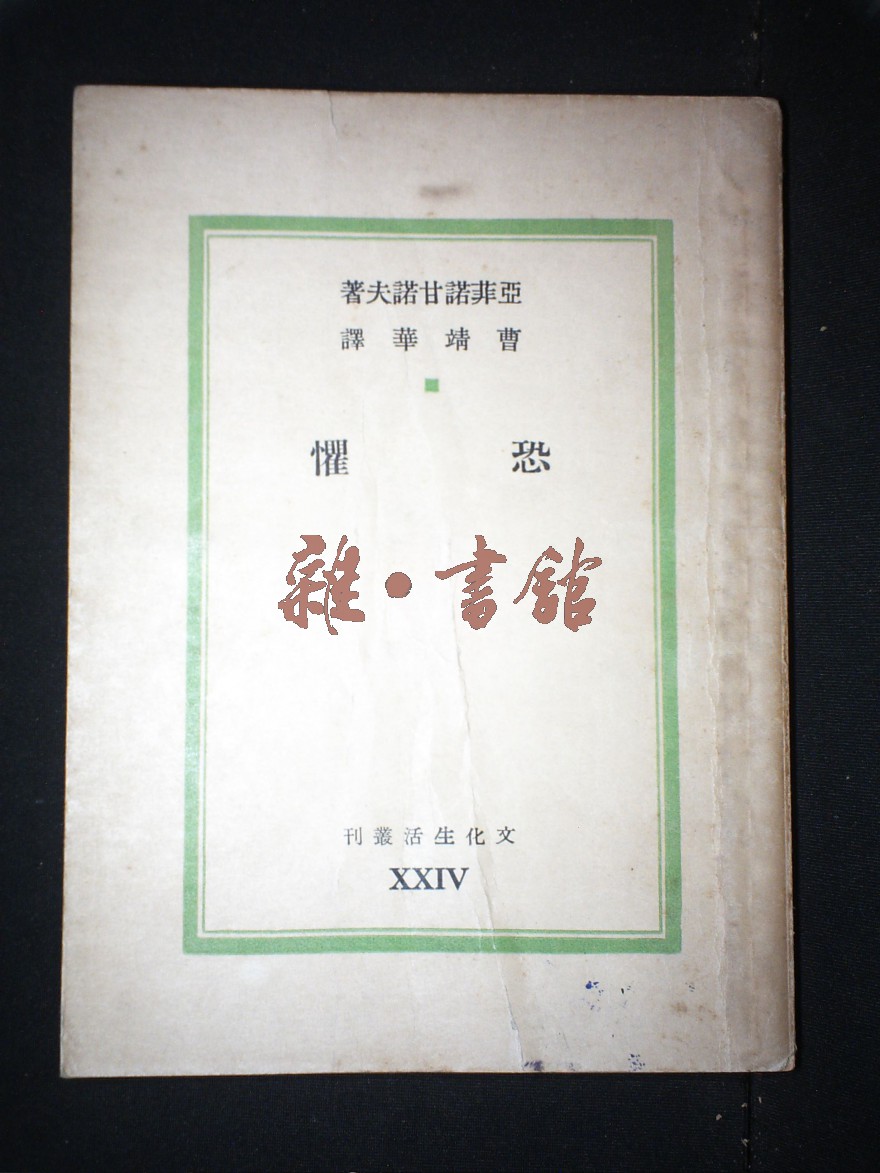 亞菲諾甘諾夫著
曹靖華譯
恐懼
雜·書館
文化生活叢刊
XXIV